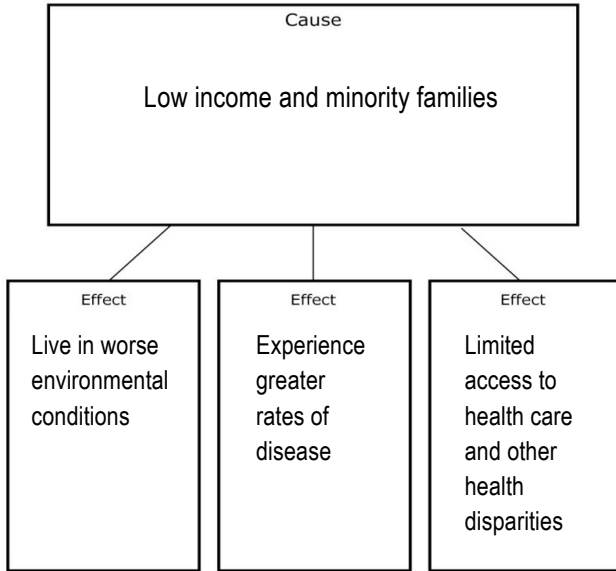 Cause
Low income and minority families
Effect
Live in worse
environmental
conditions
Effect
Experience
greater
rates of
disease
Effect
Limited
access to
health care
and other
health
disparities